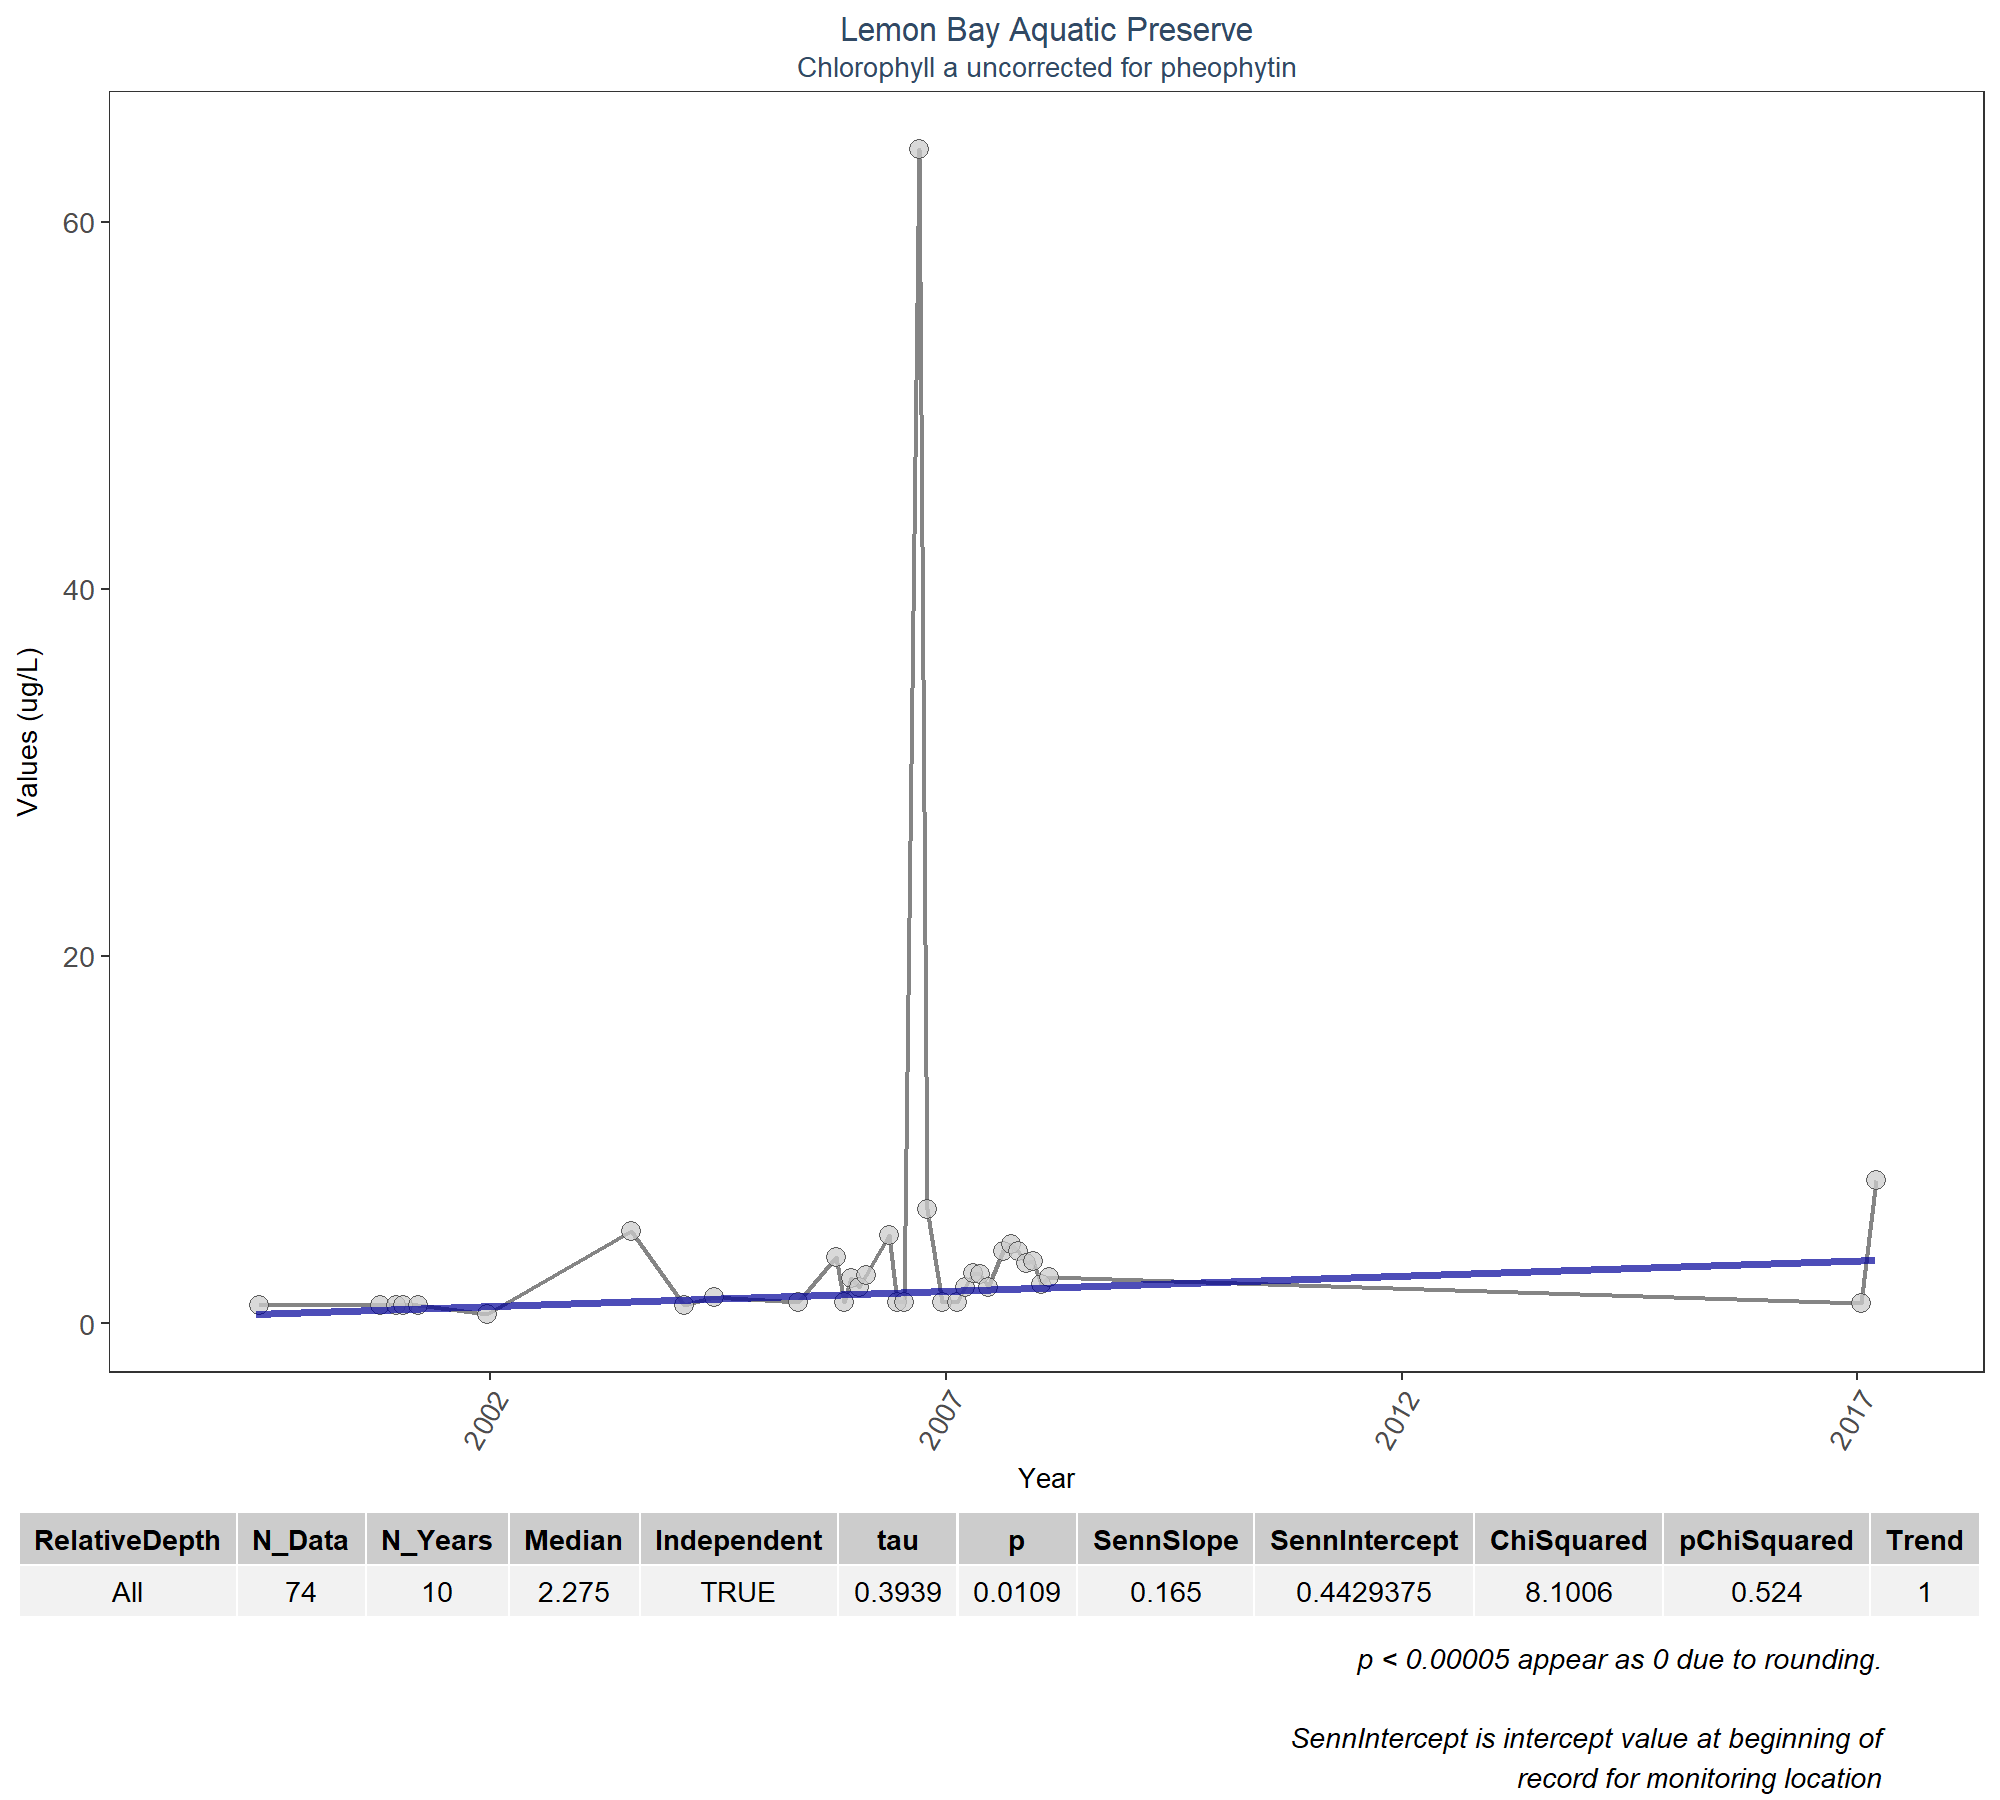 Lemon Bay Aquatic Preserve
Chlorophyll a uncorrected for pheophytin
60
40
20
0
Values (ug/L)
2002 2007 2012 2017
Year
RelativeDepth N_Data N_Years Median Independent tau p SennSlope SennIntercept ChiSquared pChiSquared Trend
All 74 10 2.275 TRUE 0.3939 0.0109 0.165 0.4429375 8.1006 0.524 1
p < 0.00005 appear as 0 due to rounding.
SennIntercept is intercept value at beginning of
record for monitoring location